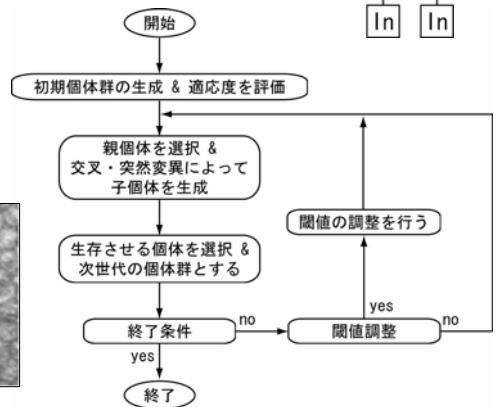 In In
開始
初期個体群の生成 & 適応度を評価
親個体を選択 &
交叉・突然変異によって
子個体を生成
閾値の調整を行う
生存させる個体を選択 &
次世代の個体群とする
終了条件
no
閾値調整
yes
no
yes
終了